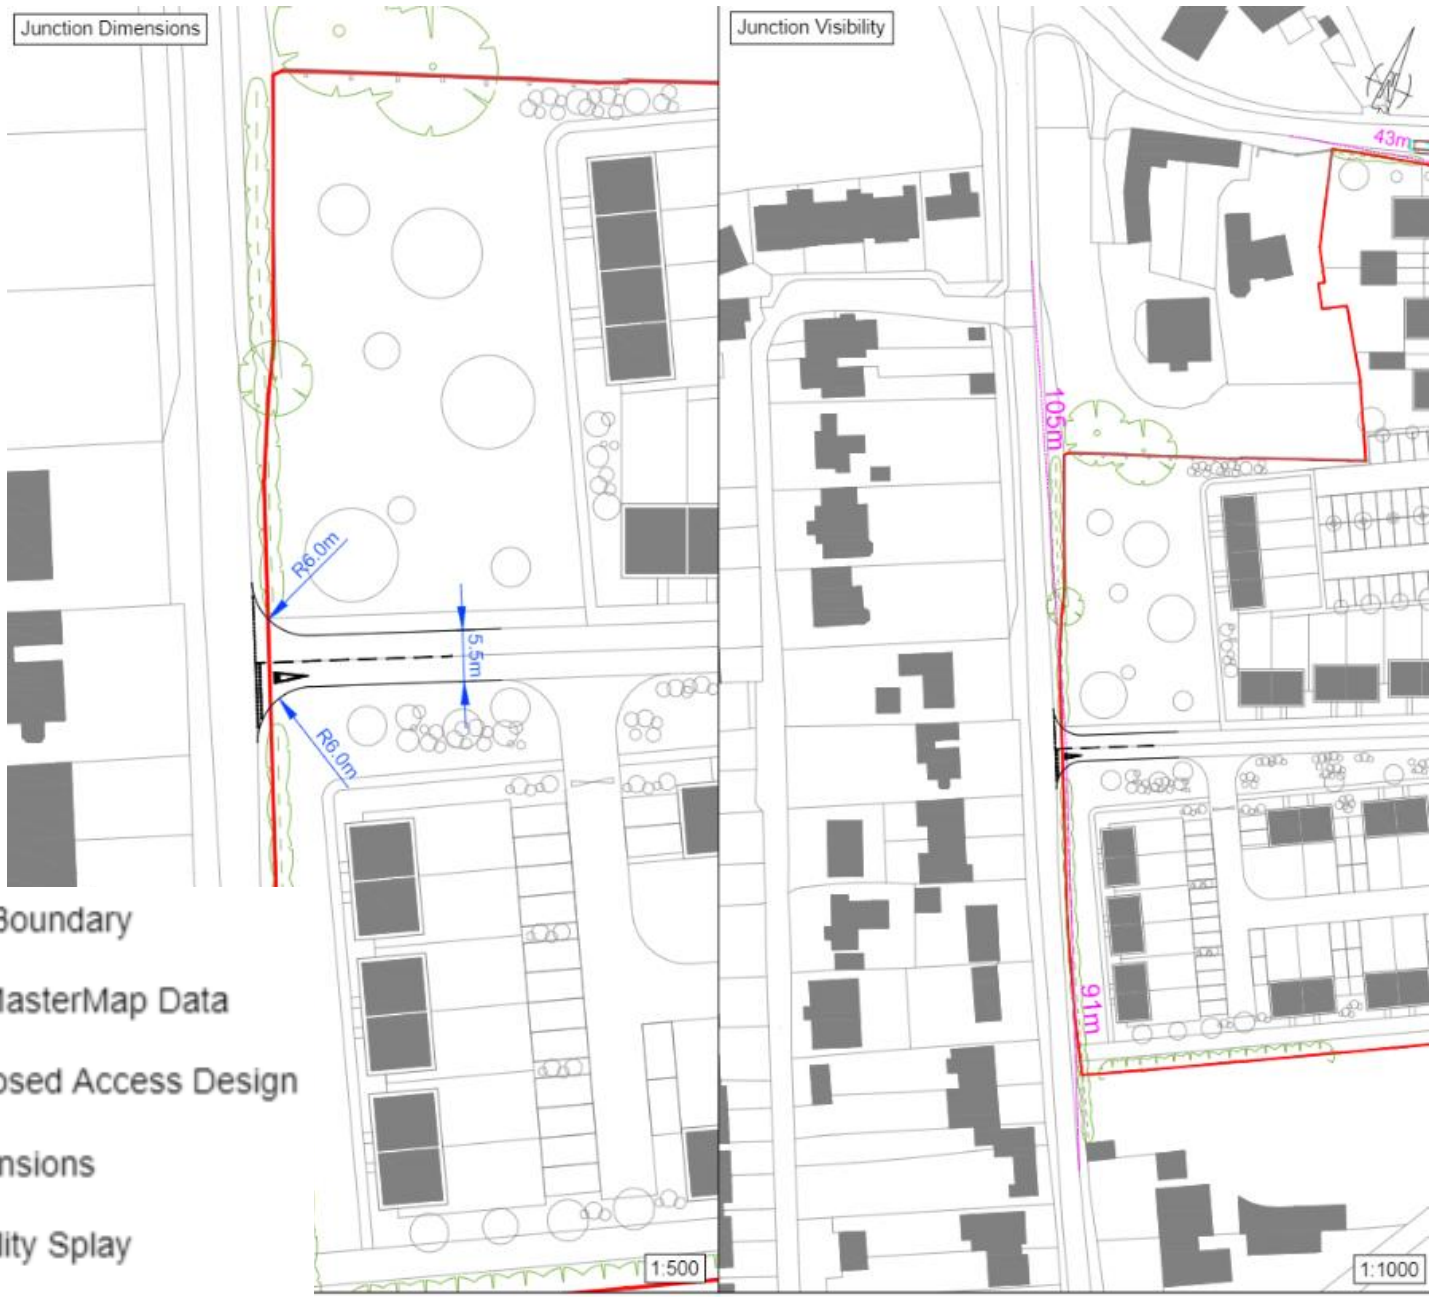 Junction Dimensions
Junction Visibility
43m
105m
R6.0m
5.5m
R6.0m
91m
Boundary
MasterMap Data
osed Access Design
nsions
lity Splay
1:500
1:1000
N